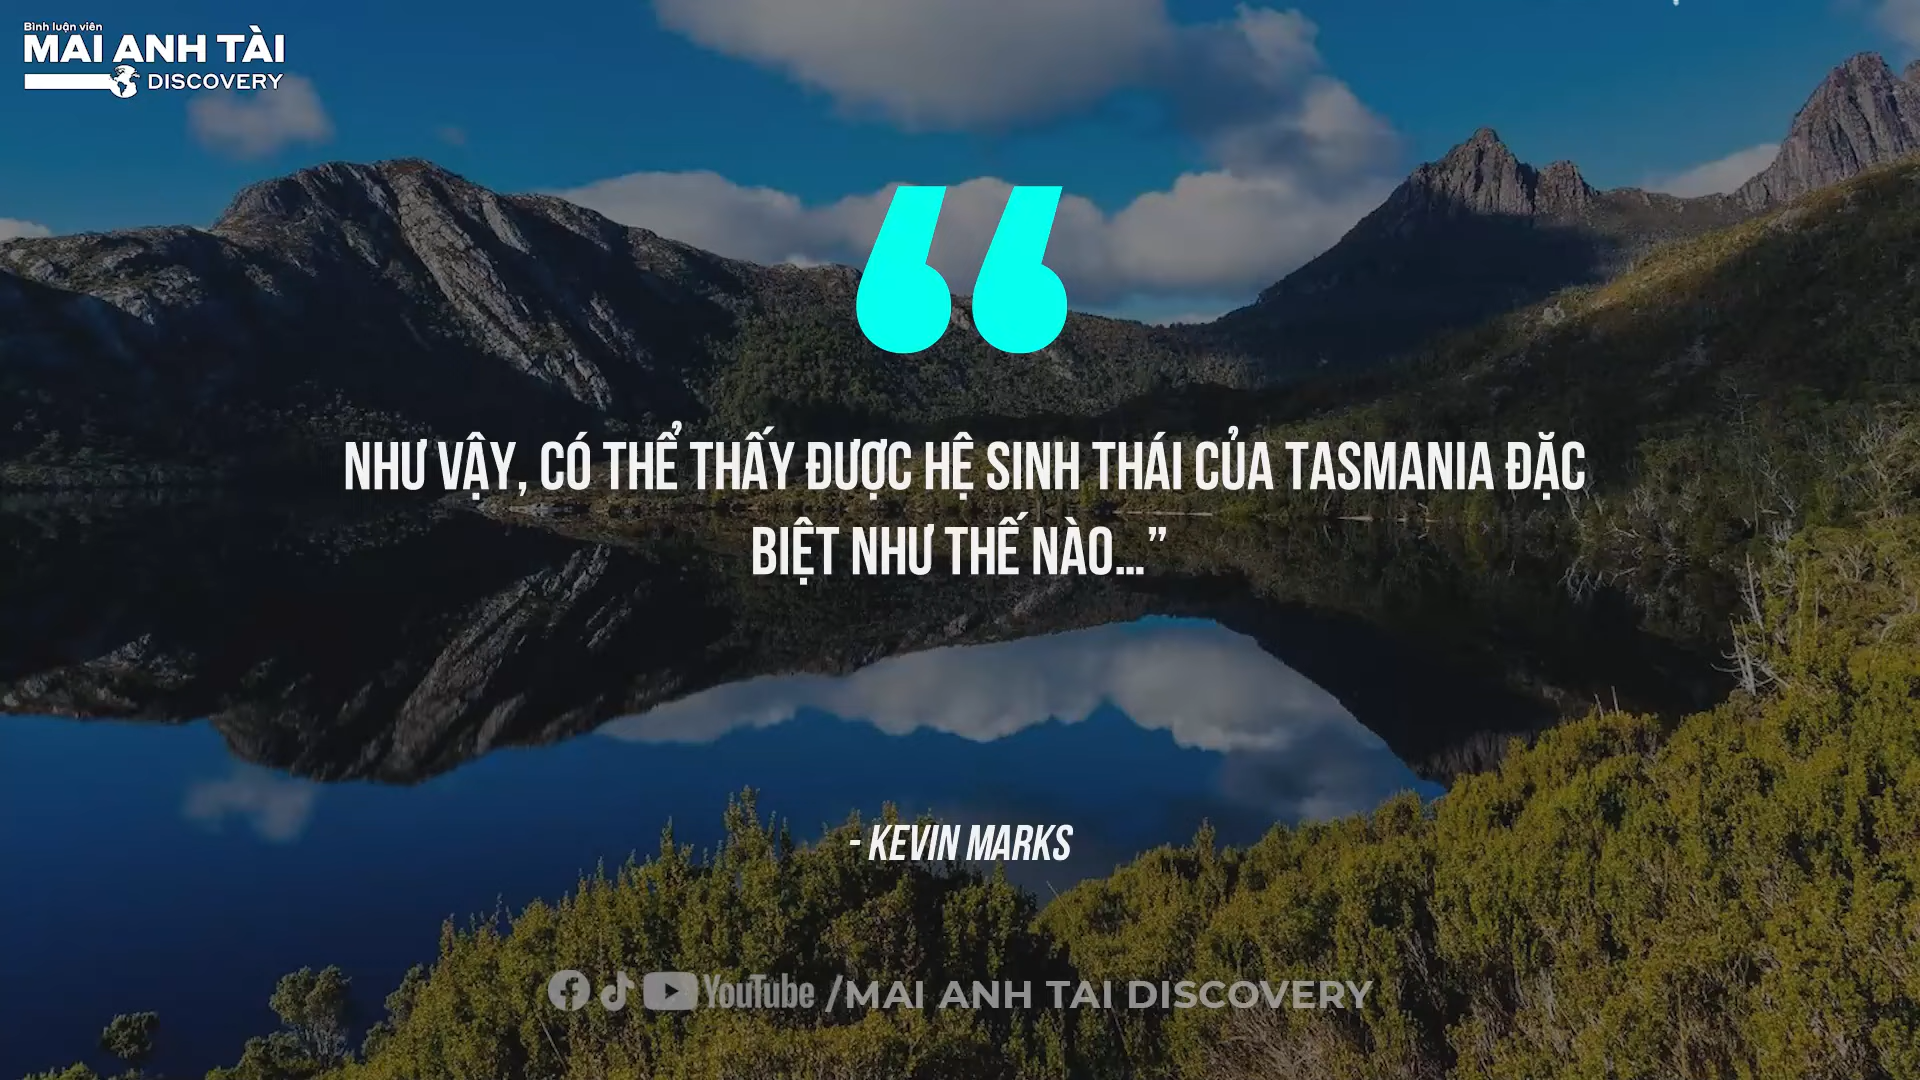 Bình luận viên
MAI ANH TÀI
DISCOVERY
NHƯ VẬY, CÓ THỂ THẤY ĐƯỢC HỆ SINH THÁI CỦA TASMANIA ĐẶC
BIỆT NHƯ THẾ NÀO...”
- KEVIN MARKS
YouTube /MAI ANH TAI DISCOVERY